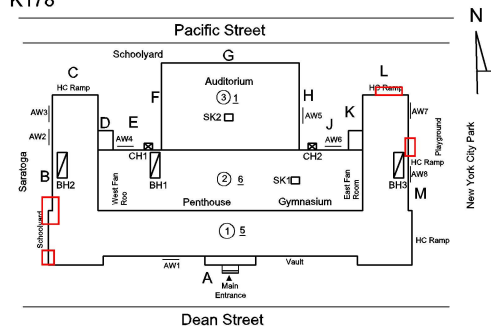 K178
Pacific Street
N
Schoolyard
G
C
L
HC Ramp
HC Ramp
Auditorium
F
③ 1
H
AW3
SK2
AW5
AW7
D
E
J
K
AW2
AW4
AW6
Playground
CH1
CH2
Saratoga
HC Ramp
B
BH2
BH1
② 6
SK1
BH3
AW8
M
West Fan
Roo
East Fan
Room
New York City Park
Penthouse
Gymnasium
Schoolyard
① 5
HC Ramp
AW1
A
Vault
Main
Entrance
Dean Street